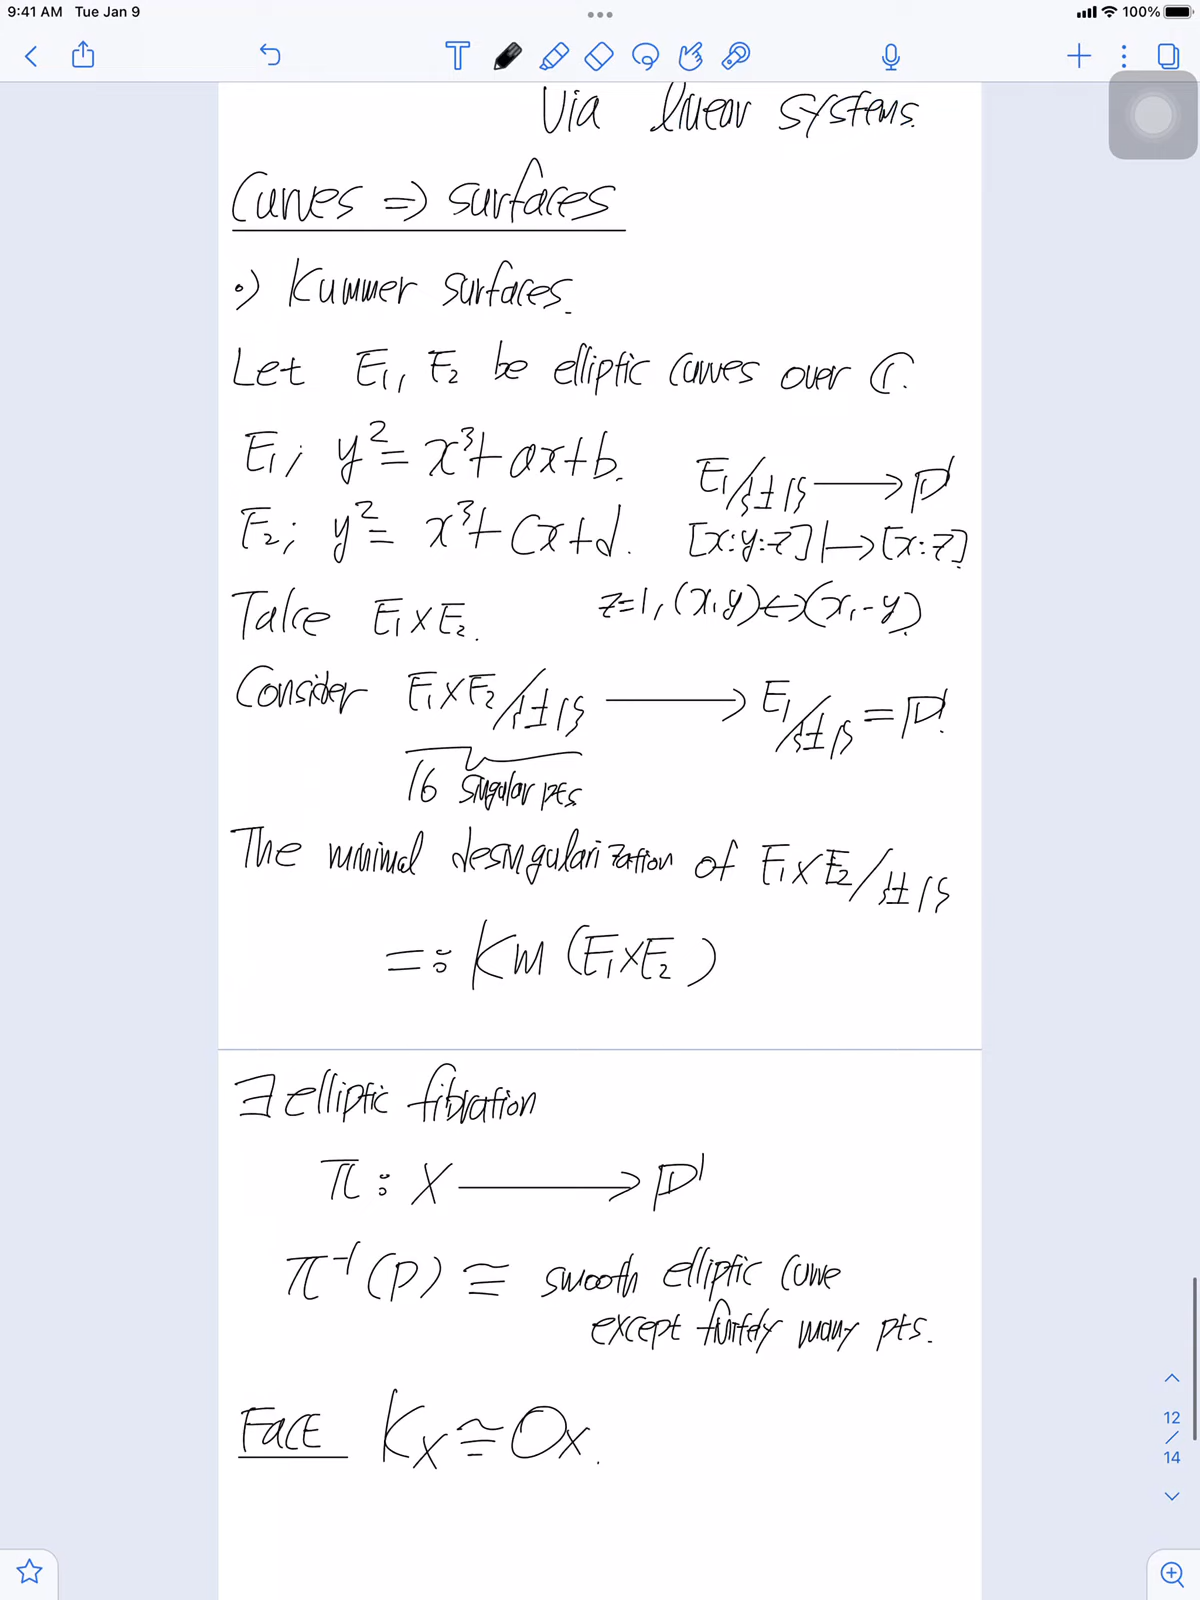 9:41 AM Tue Jan 9
100%
Via linear systems.
Curves ⇒ surfaces
•) Kummer surfaces.
Let E₁, E₂ be elliptic curves over ℂ.
E₁; y² = x³+ax+b.
E₁/{±1} → ℙ¹
E₂; y² = x³+cx+d.
[x:y:z] ↦ [x:z].
Take E₁×E₂.
z=1, (x,y)↔(x,-y).
Consider E₁×E₂/{±1} → E₁/{±1} = ℙ¹.
16 singular pts
The minimal desingularization of E₁×E₂/{±1}
=: Km (E₁×E₂)
∃ elliptic fibration
π : X → ℙ¹
π⁻¹(p) ≅ smooth elliptic curve
except finitely many pts.
Fact K_X ≅ O_X.
12
/
14